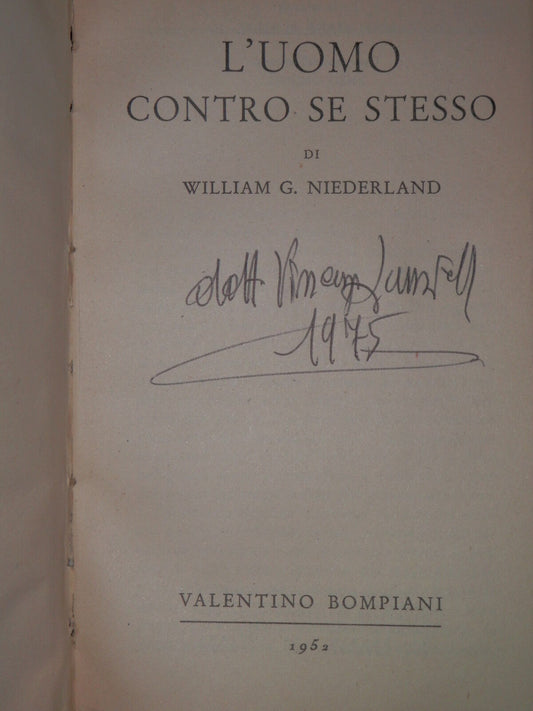 L'UOMO
CONTRO SE STESSO
DI
WILLIAM G. NIEDERLAND
dott
1975
VALENTINO BOMPIANI
1952